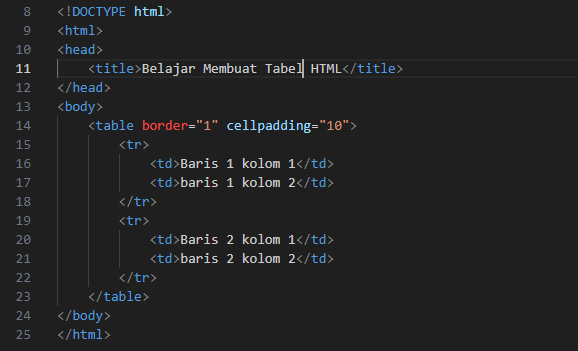 8 <!DOCTYPE html>
9 <html>
10 <head>
11 <title>Belajar Membuat Tabel HTML</title>
12 </head>
13 <body>
14 <table border="1" cellpadding="10">
15 <tr>
16 <td>Baris 1 kolom 1</td>
17 <td>baris 1 kolom 2</td>
18 </tr>
19 <tr>
20 <td>Baris 2 kolom 1</td>
21 <td>baris 2 kolom 2</td>
22 </tr>
23 </table>
24 </body>
25 </html>